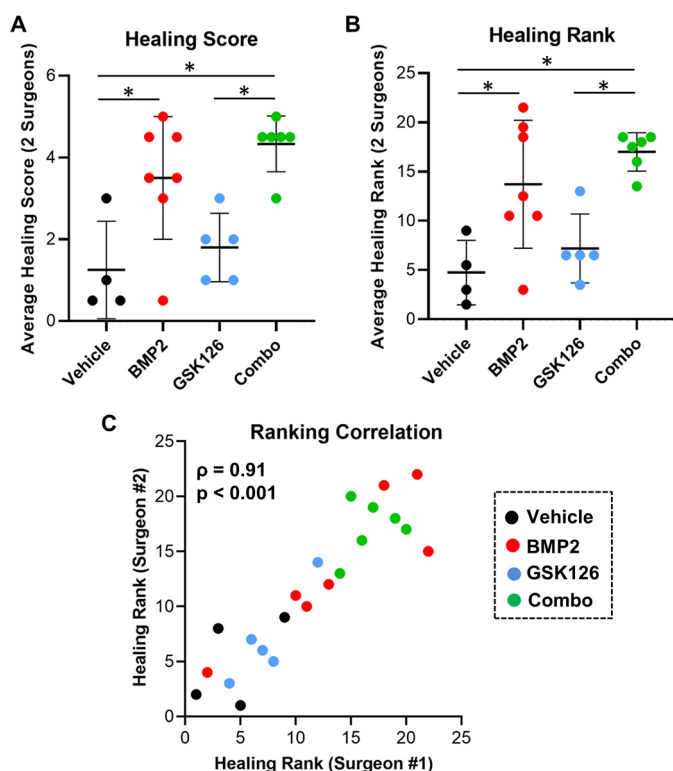 A
Healing Score
*
*
*
Average Healing Score (2 Surgeons)
6
4
2
0
Vehicle
BMP2
GSK126
Combo
B
Healing Rank
*
*
*
Average Healing Rank (2 Surgeons)
25
20
15
10
5
0
Vehicle
BMP2
GSK126
Combo
C
Ranking Correlation
ρ = 0.91
p < 0.001
Healing Rank (Surgeon #2)
25
20
15
10
5
0
0 5 10 15 20 25
Healing Rank (Surgeon #1)
Vehicle
BMP2
GSK126
Combo